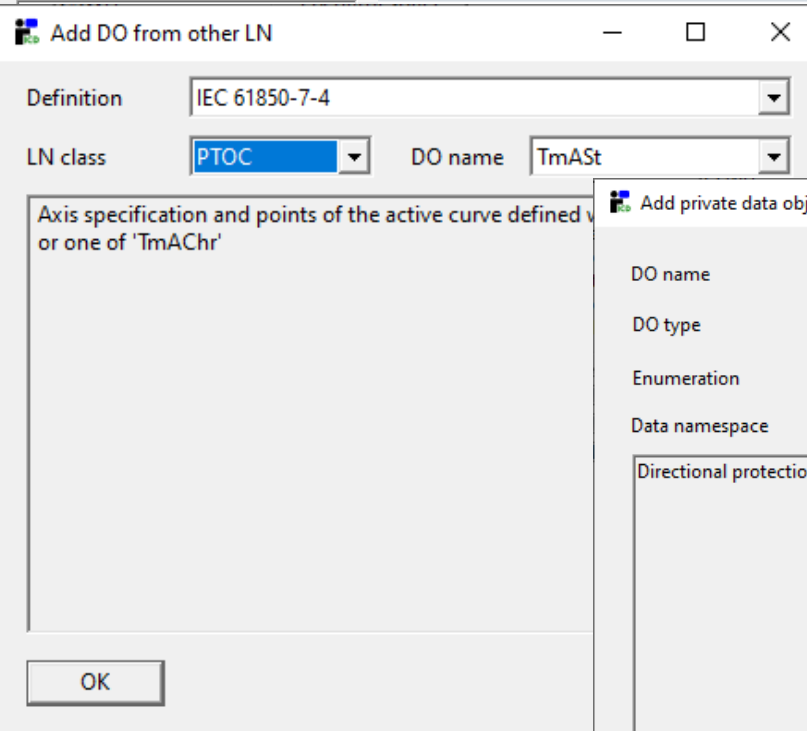 Add DO from other LN
Definition
IEC 61850-7-4
LN class
PTOC
DO name
TmASt
Axis specification and points of the active curve defined
or one of 'TmAChr'
OK
Add private data obj
DO name
DO type
Enumeration
Data namespace
Directional protectio